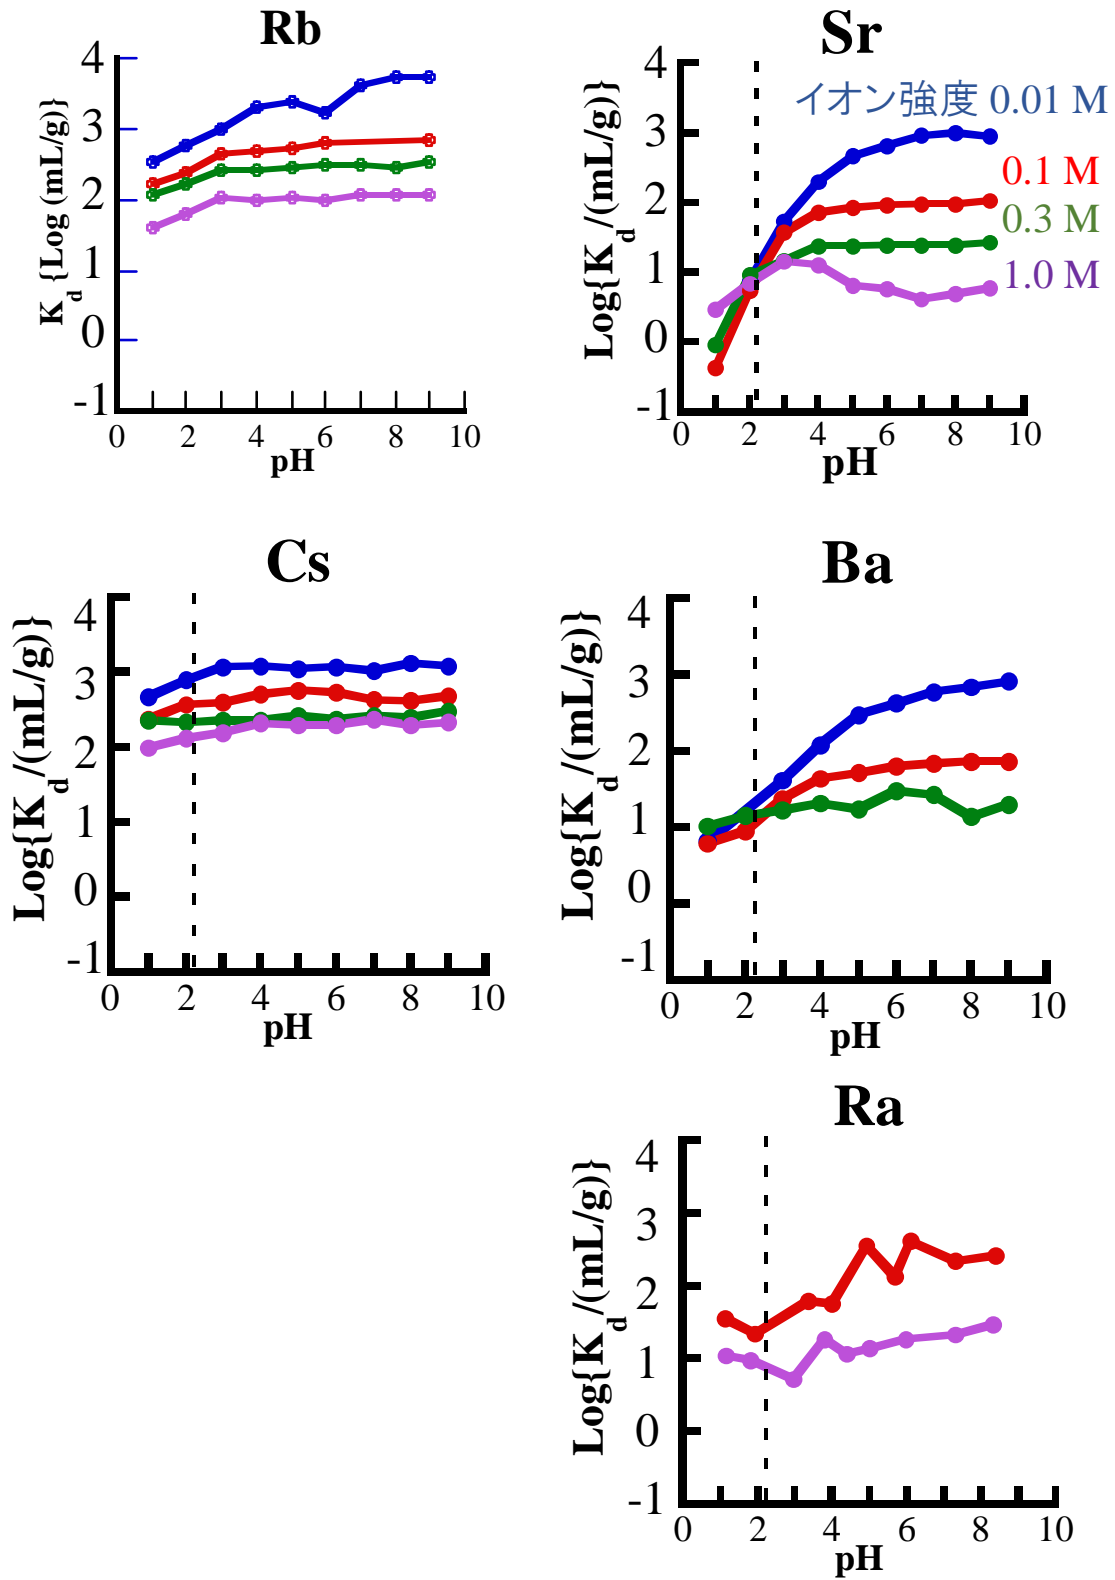 Rb
K_d {Log (mL/g)}
4
3
2
1
0
-1
0 2 4 6 8 10
pH
Sr
イオン強度 0.01 M
0.1 M
0.3 M
1.0 M
Log{K_d/(mL/g)}
4
3
2
1
0
-1
0 2 4 6 8 10
pH
Cs
Log{K_d/(mL/g)}
4
3
2
1
0
-1
0 2 4 6 8 10
pH
Ba
Log{K_d/(mL/g)}
4
3
2
1
0
-1
0 2 4 6 8 10
pH
Ra
Log{K_d/(mL/g)}
4
3
2
1
0
-1
0 2 4 6 8 10
pH